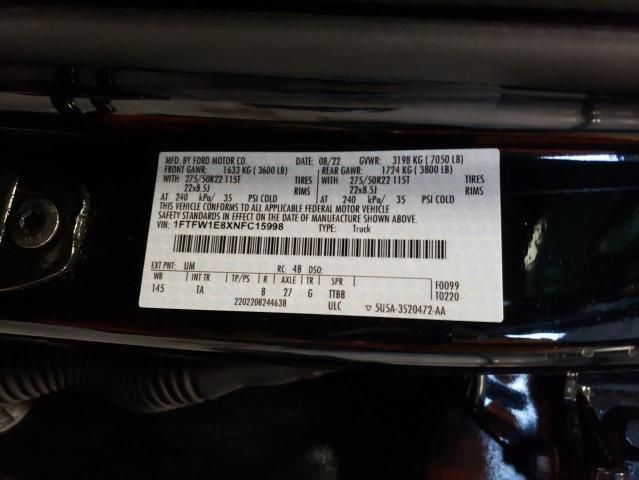 MFD. BY FORD MOTOR CO. DATE: 08/22 GVWR: 3198 KG ( 7050 LB)
FRONT GAWR: 1633 KG ( 3600 LB) REAR GAWR: 1724 KG ( 3800 LB)
WITH 275/50R22 115T TIRES WITH 275/50R22 115T TIRES
22x8.5J RIMS 22x8.5J RIMS
AT 240 kPa/ 35 PSI COLD AT 240 kPa/ 35 PSI COLD
THIS VEHICLE CONFORMS TO ALL APPLICABLE FEDERAL MOTOR VEHICLE
SAFETY STANDARDS IN EFFECT ON THE DATE OF MANUFACTURE SHOWN ABOVE.
VIN: 1FTFW1E8XNFC15998 TYPE: Truck
EXT PNT: UM RC: 48 DSO: F0099
WB INT TR TP/PS R AXLE TR SPR T0220
145 TA 8 27 G TTBB
2202208244638 ULC ▽ 5U5A-3520472-AA